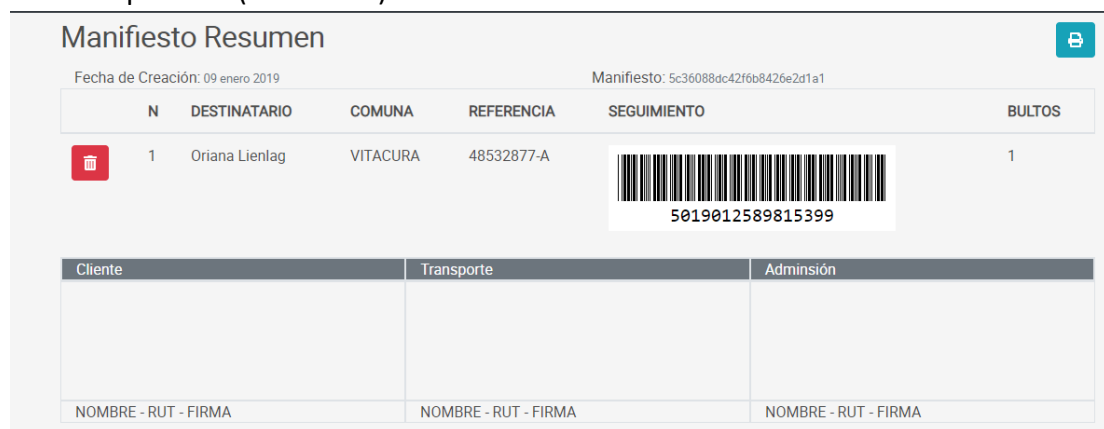 Manifiesto Resumen
Fecha de Creación: 09 enero 2019 Manifiesto: 5c36088dc42f6b8426e2d1a1
N DESTINATARIO COMUNA REFERENCIA SEGUIMIENTO BULTOS
1 Oriana Lienlag VITACURA 48532877-A 1
5019012589815399
Cliente Transporte Adminsión
NOMBRE - RUT - FIRMA NOMBRE - RUT - FIRMA NOMBRE - RUT - FIRMA